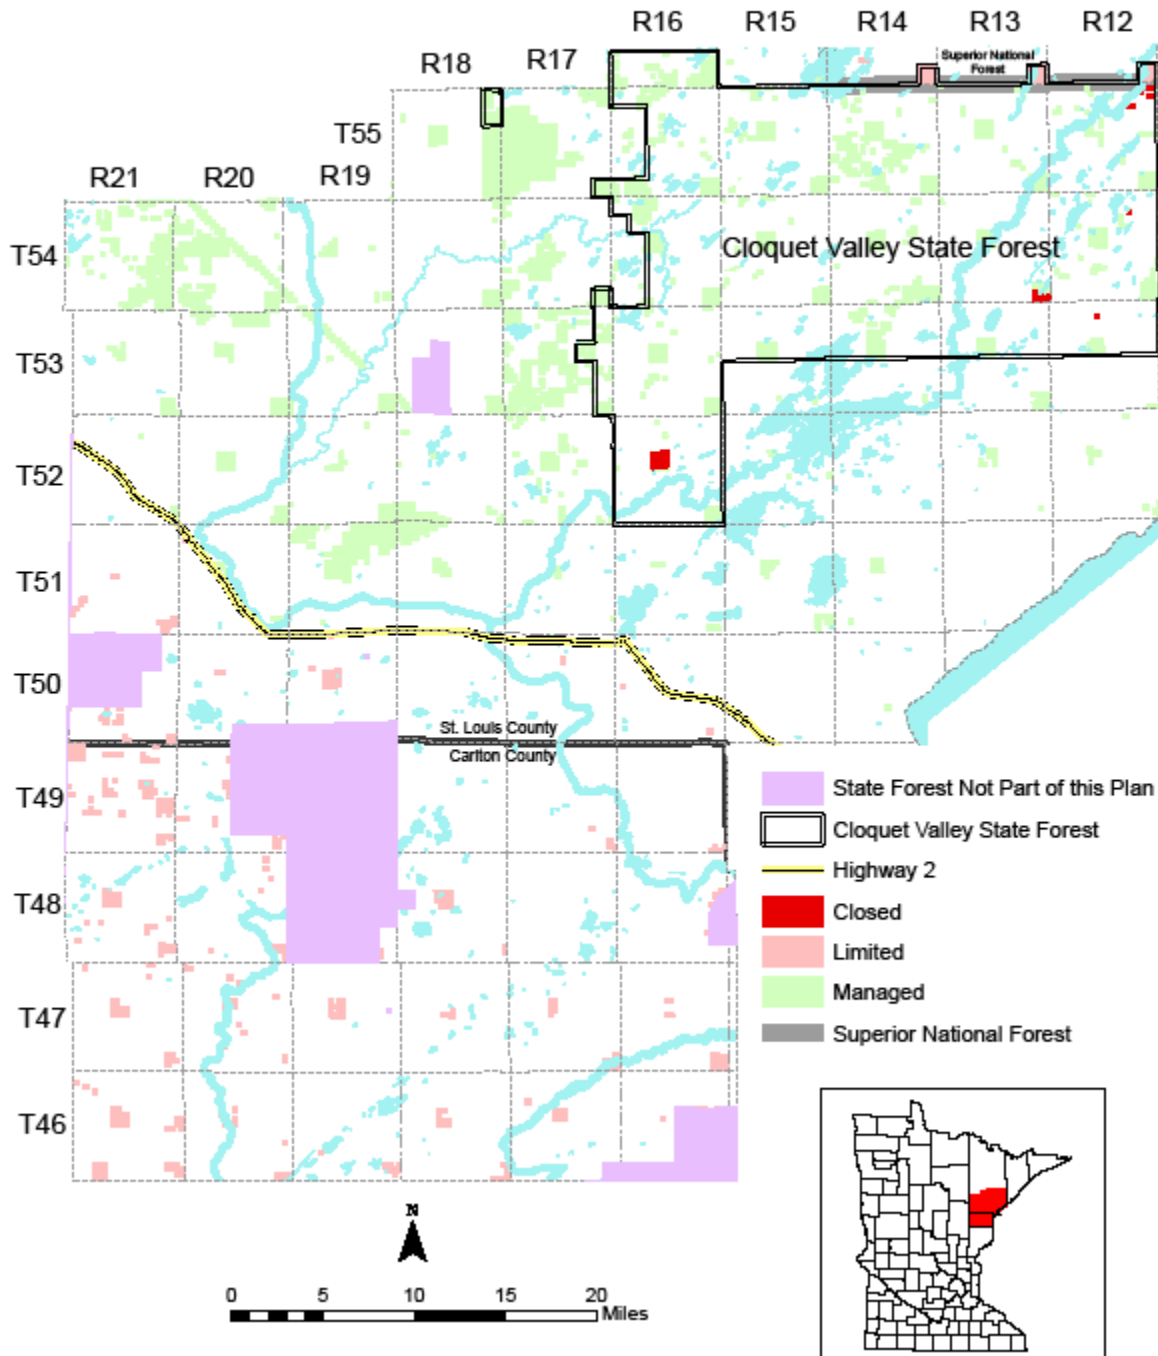 R16 R15 R14 R13 R12
R18 R17
Superior National
Forest
T55
R21 R20 R19
T54
Cloquet Valley State Forest
T53
T52
T51
T50
St. Louis County
Carlton County
T49
T48
T47
T46
State Forest Not Part of this Plan
Cloquet Valley State Forest
Highway 2
Closed
Limited
Managed
Superior National Forest
N
0 5 10 15 20
Miles